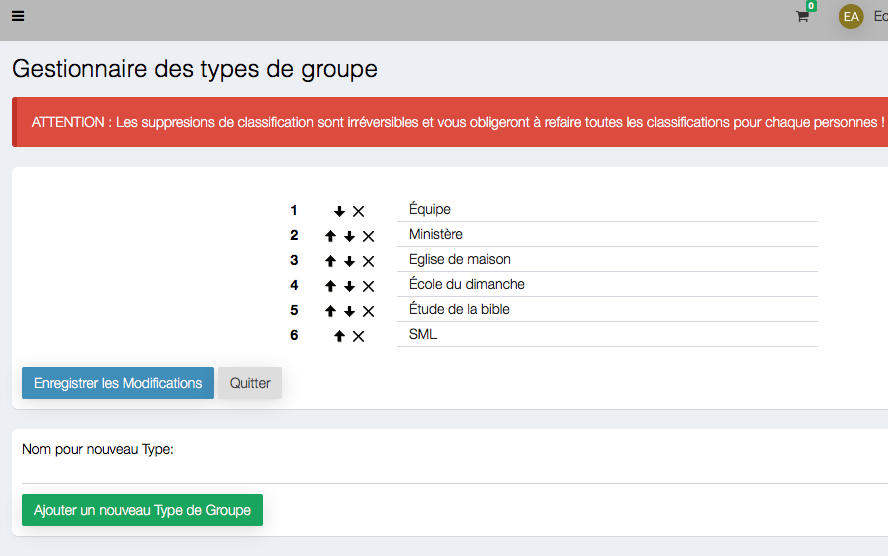 0
EA Ec
Gestionnaire des types de groupe
ATTENTION : Les suppresions de classification sont irréversibles et vous obligeront à refaire toutes les classifications pour chaque personnes !
1 Équipe
2 Ministère
3 Eglise de maison
4 École du dimanche
5 Étude de la bible
6 SML
Enregistrer les Modifications Quitter
Nom pour nouveau Type:
Ajouter un nouveau Type de Groupe